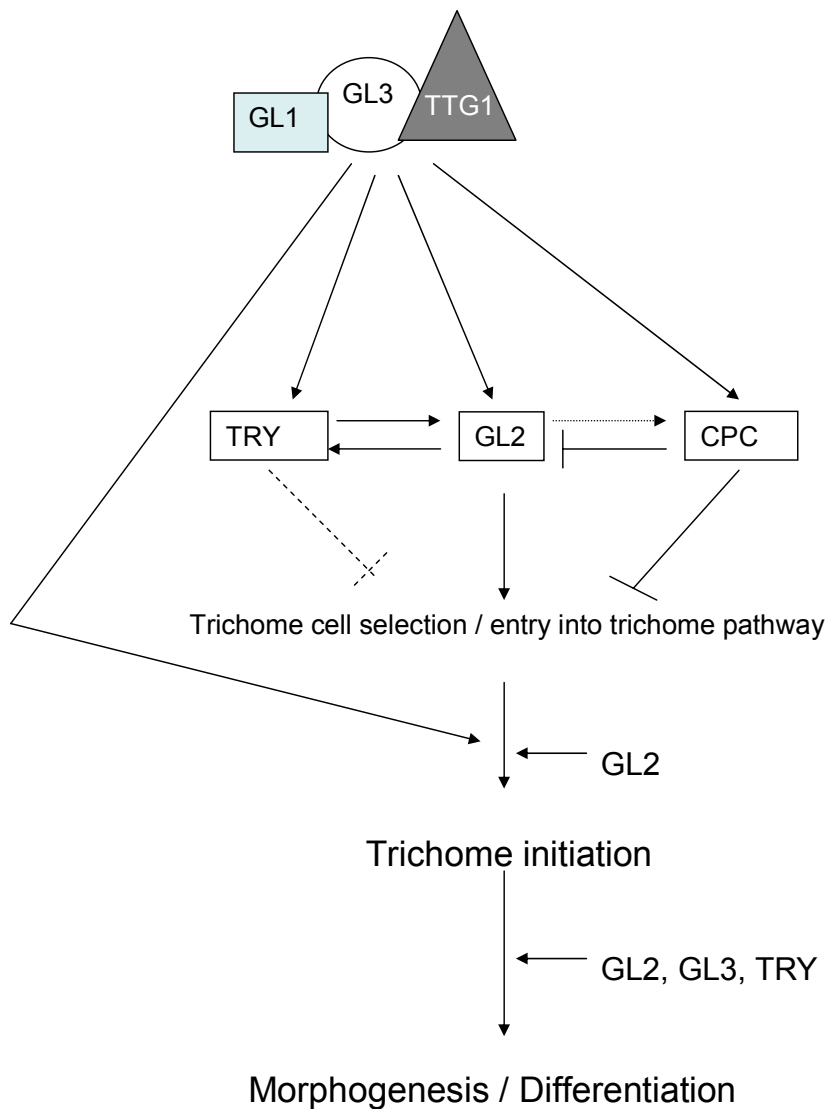 GL1
GL3
TTG1
TRY
GL2
CPC
Trichome cell selection / entry into trichome pathway
GL2
Trichome initiation
GL2, GL3, TRY
Morphogenesis / Differentiation